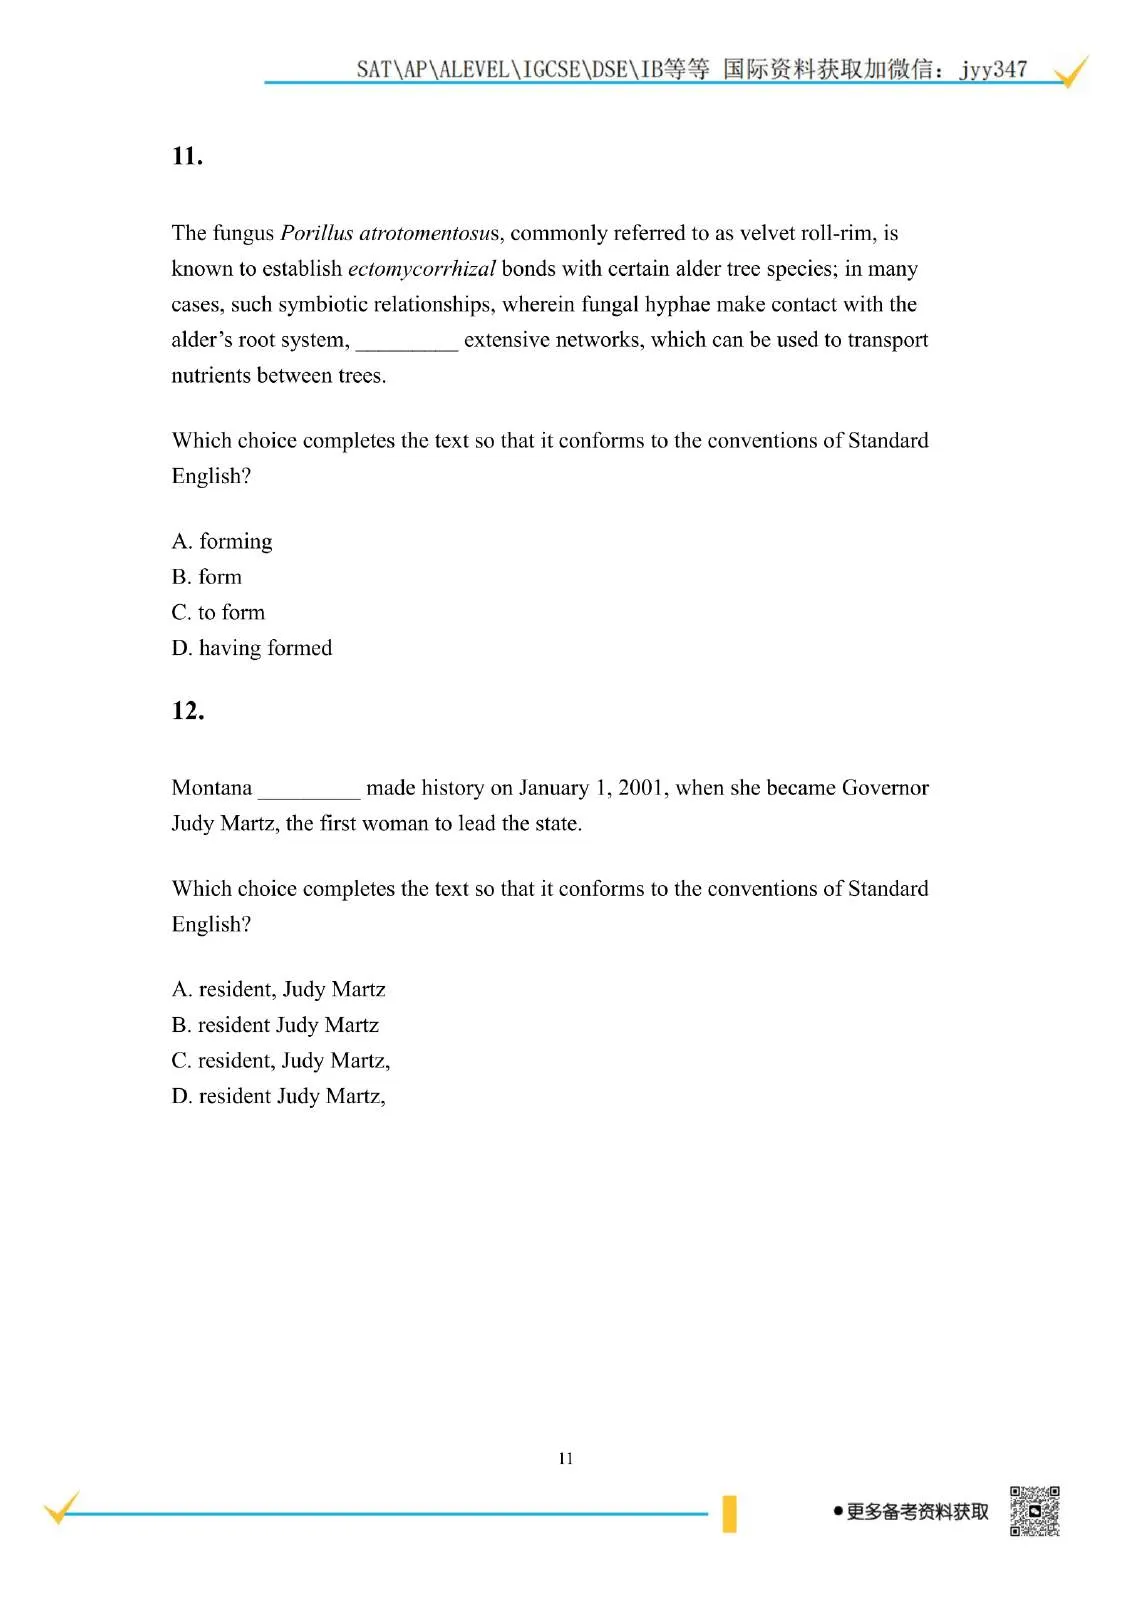 SAT\AP\ALEVEL\IGCSE\DSE\IB等等 国际资料获取加微信：jyy347
11.
The fungus Porillus atrotomentosus, commonly referred to as velvet roll-rim, is
known to establish ectomycorrhizal bonds with certain alder tree species; in many
cases, such symbiotic relationships, wherein fungal hyphae make contact with the
alder’s root system, _________ extensive networks, which can be used to transport
nutrients between trees.
Which choice completes the text so that it conforms to the conventions of Standard
English?
A. forming
B. form
C. to form
D. having formed
12.
Montana _________ made history on January 1, 2001, when she became Governor
Judy Martz, the first woman to lead the state.
Which choice completes the text so that it conforms to the conventions of Standard
English?
A. resident, Judy Martz
B. resident Judy Martz
C. resident, Judy Martz,
D. resident Judy Martz,
11
●更多备考资料获取